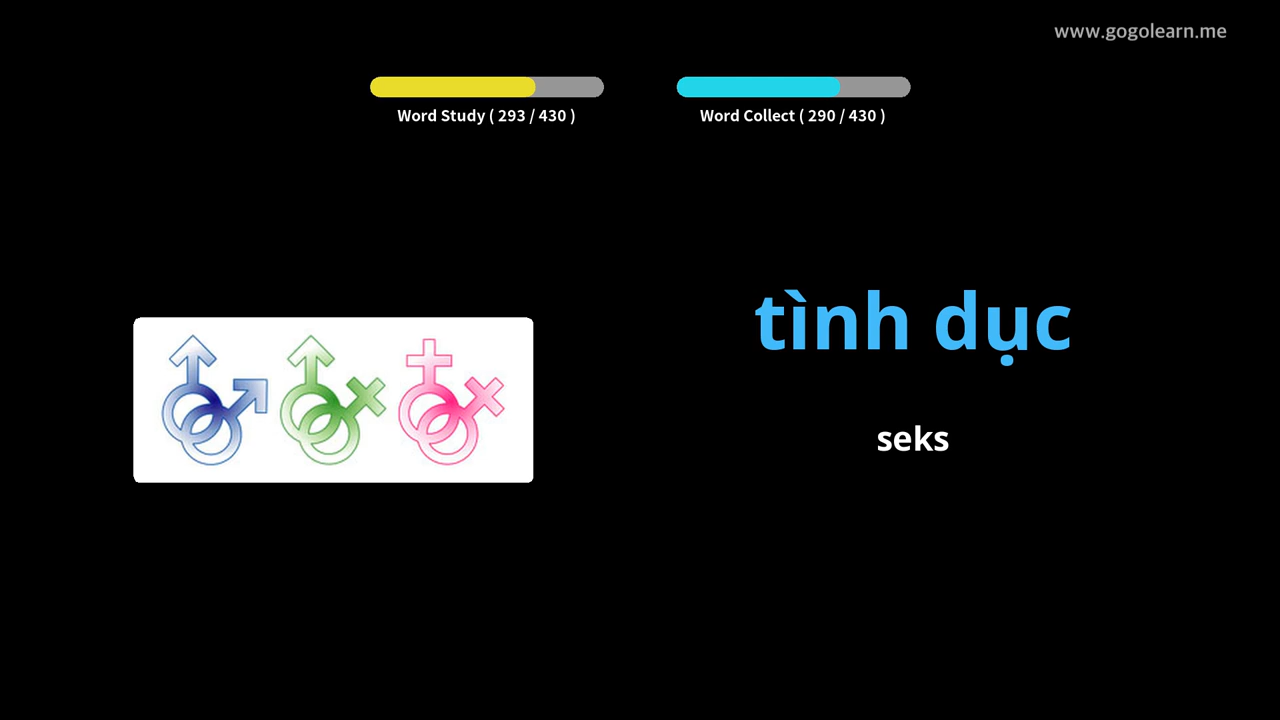 www.gogolearn.me
Word Study ( 293 / 430 )
Word Collect ( 290 / 430 )
tình dục
seks